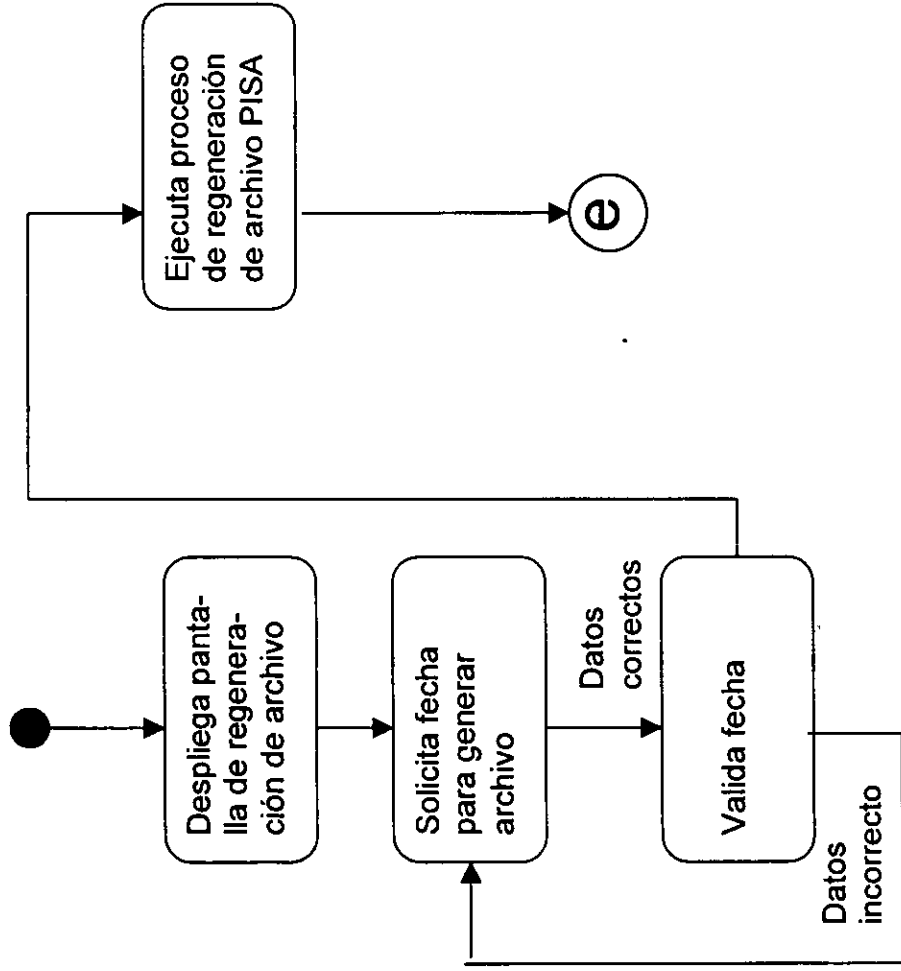 Despliega panta-
lla de regenera-
ción de archivo
Solicita fecha
para generar
archivo
Datos
correctos
Valida fecha
Datos
incorrecto
Ejecuta proceso
de regeneración
de archivo PISA
e